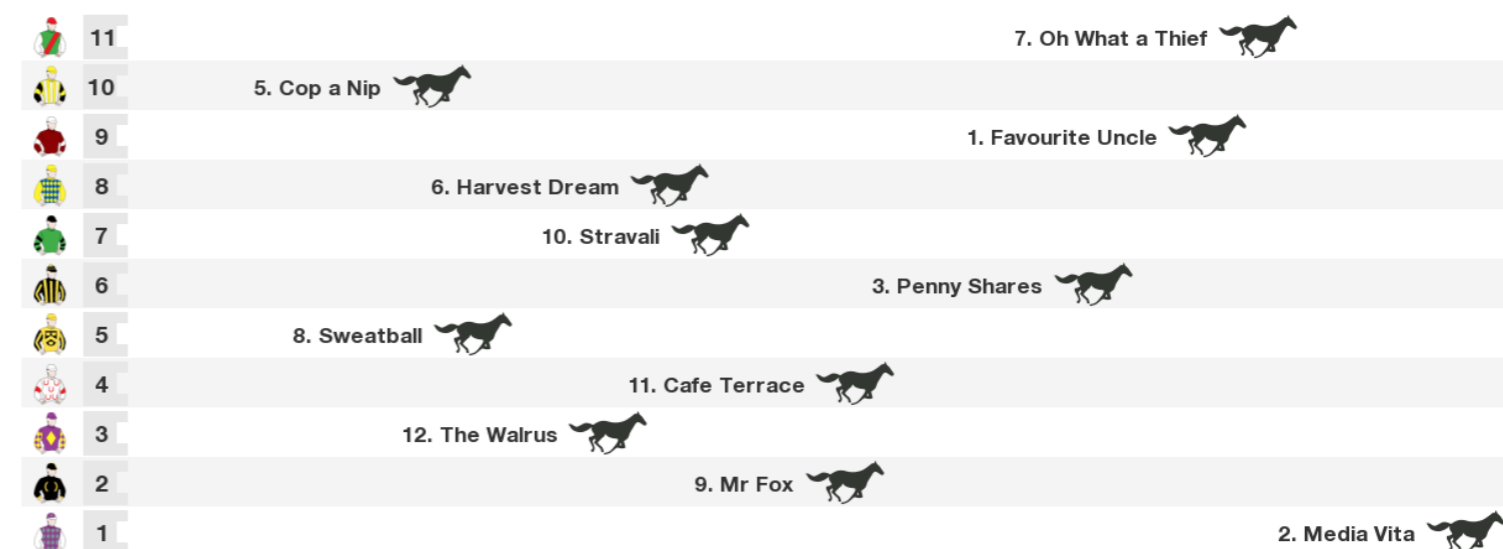 11 7. Oh What a Thief
10 5. Cop a Nip
9 1. Favourite Uncle
8 6. Harvest Dream
7 10. Stravali
6 3. Penny Shares
5 8. Sweatball
4 11. Cafe Terrace
3 12. The Walrus
2 9. Mr Fox
1 2. Media Vita